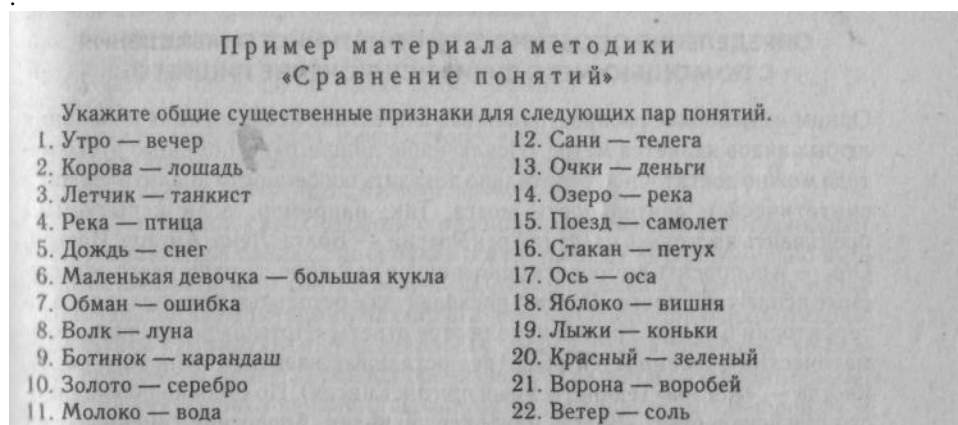 .
Пример материала методики
«Сравнение понятий»
Укажите общие существенные признаки для следующих пар понятий.
1. Утро — вечер
2. Корова — лошадь
3. Летчик — танкист
4. Река — птица
5. Дождь — снег
6. Маленькая девочка — большая кукла
7. Обман — ошибка
8. Волк — луна
9. Ботинок — карандаш
10. Золото — серебро
11. Молоко — вода
12. Сани — телега
13. Очки — деньги
14. Озеро — река
15. Поезд — самолет
16. Стакан — петух
17. Ось — оса
18. Яблоко — вишня
19. Лыжи — коньки
20. Красный — зеленый
21. Ворона — воробей
22. Ветер — соль